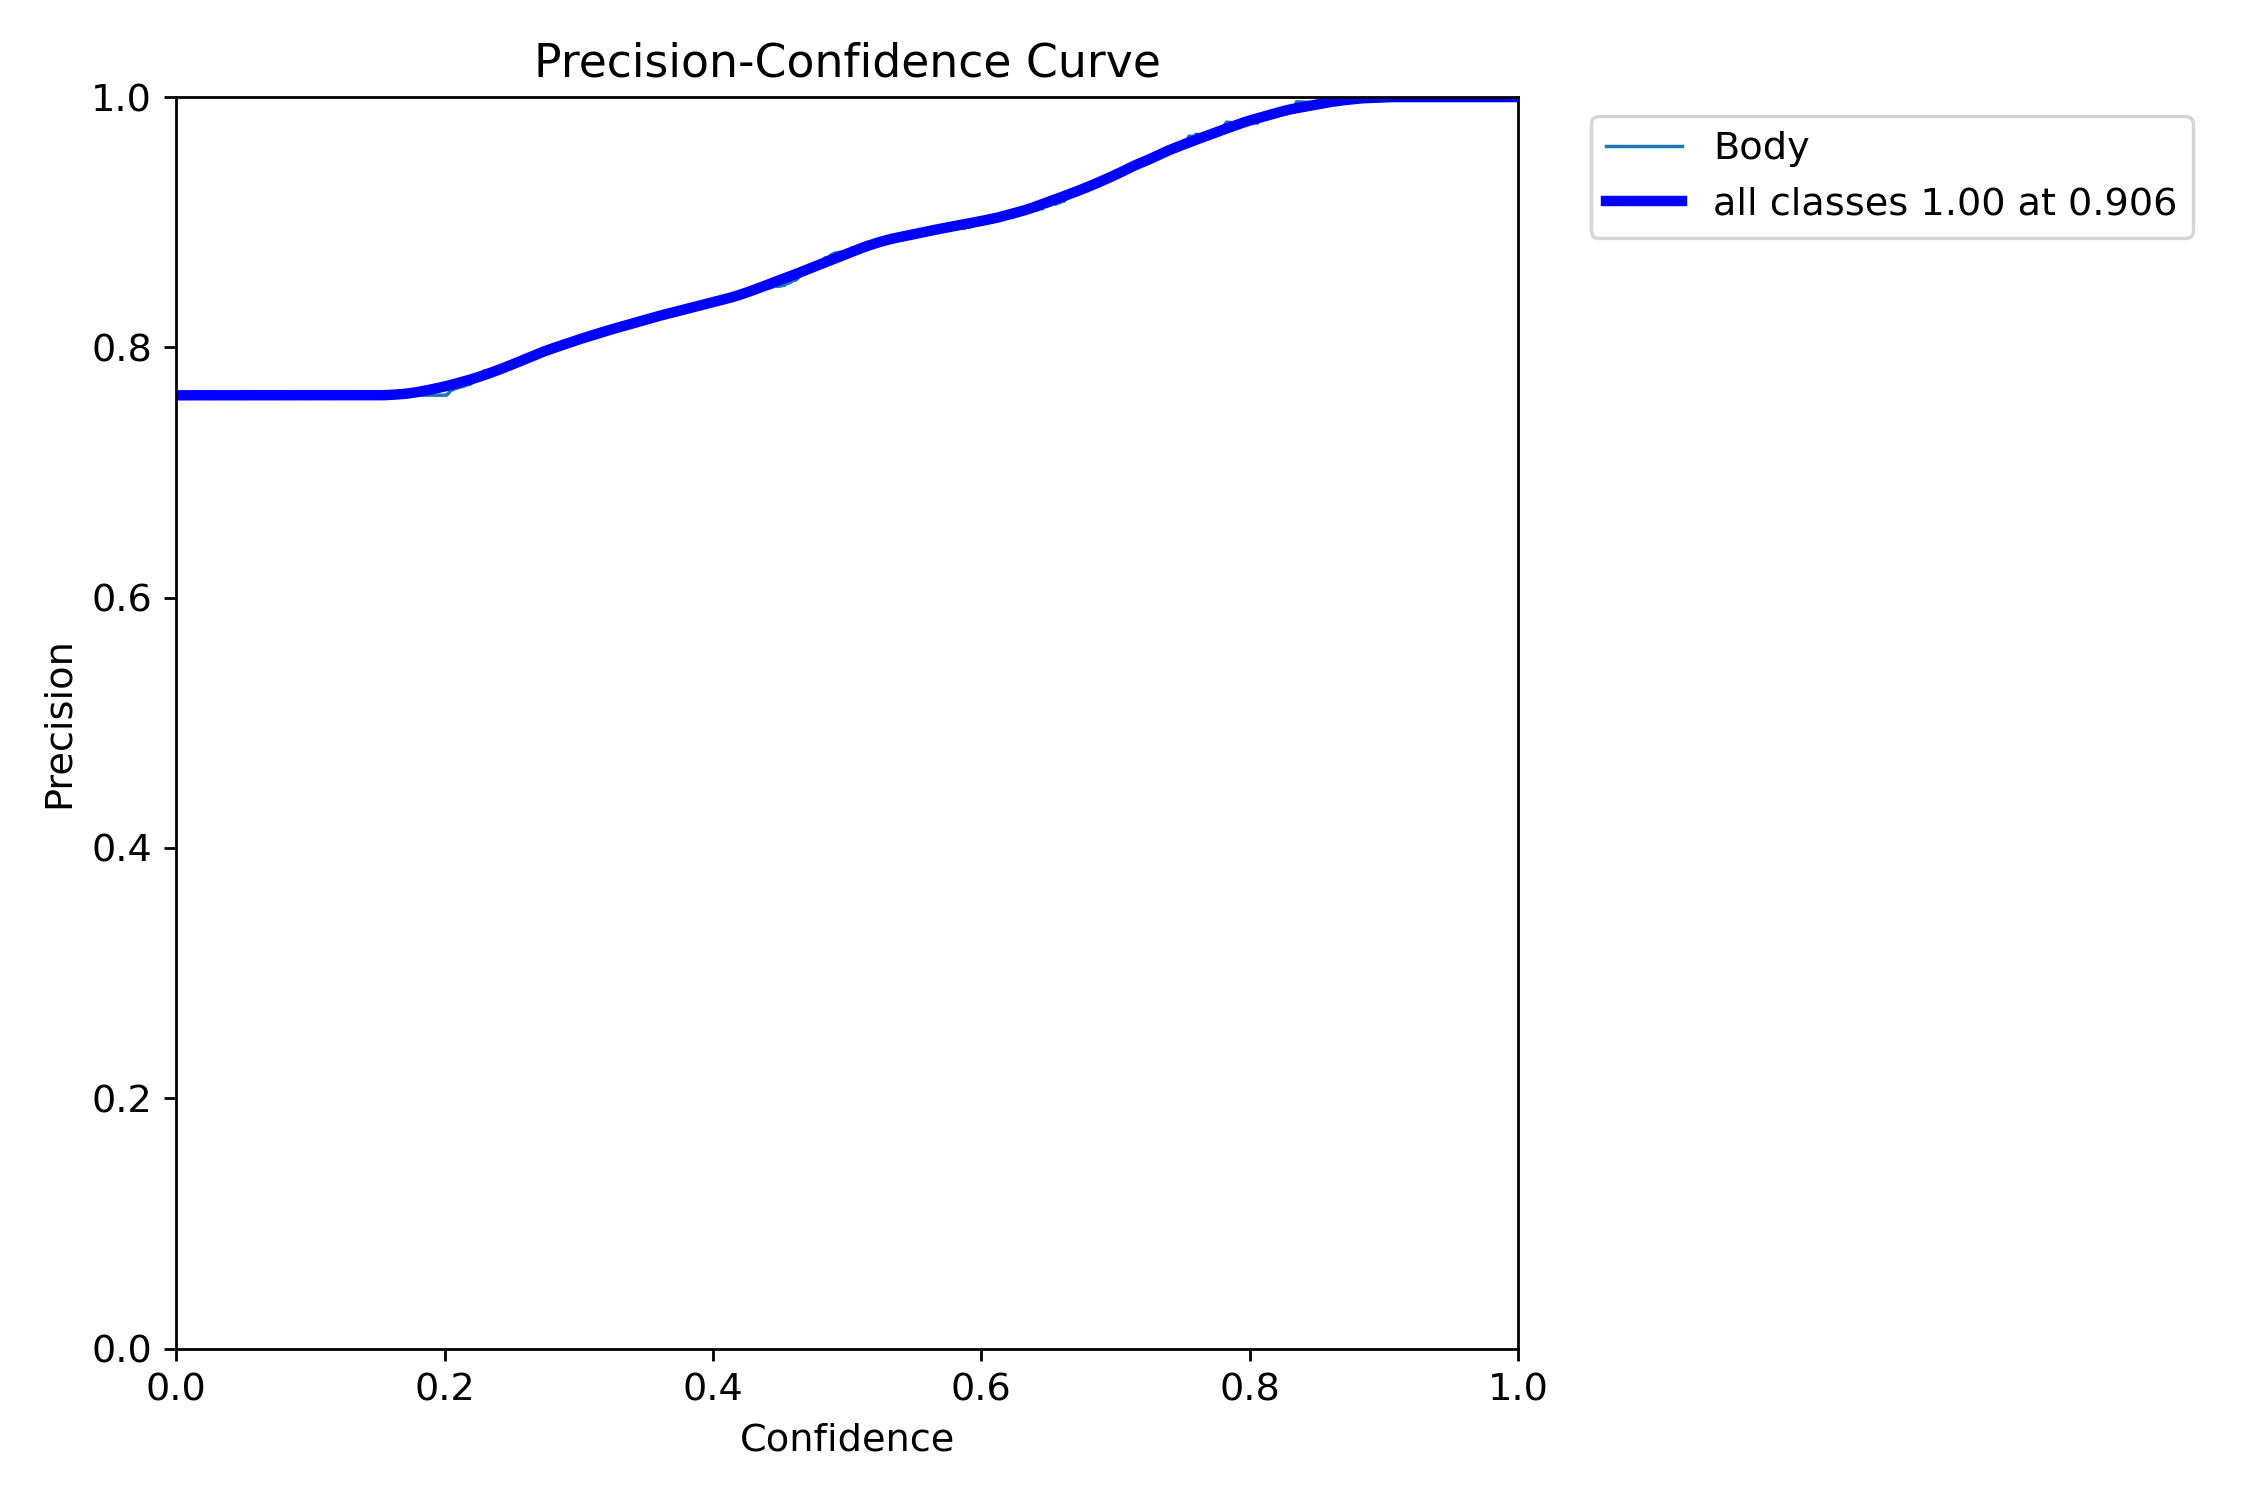 Precision-Confidence Curve
1.0
0.8
0.6
0.4
0.2
0.0
Precision
0.0 0.2 0.4 0.6 0.8 1.0
Confidence
Body
all classes 1.00 at 0.906